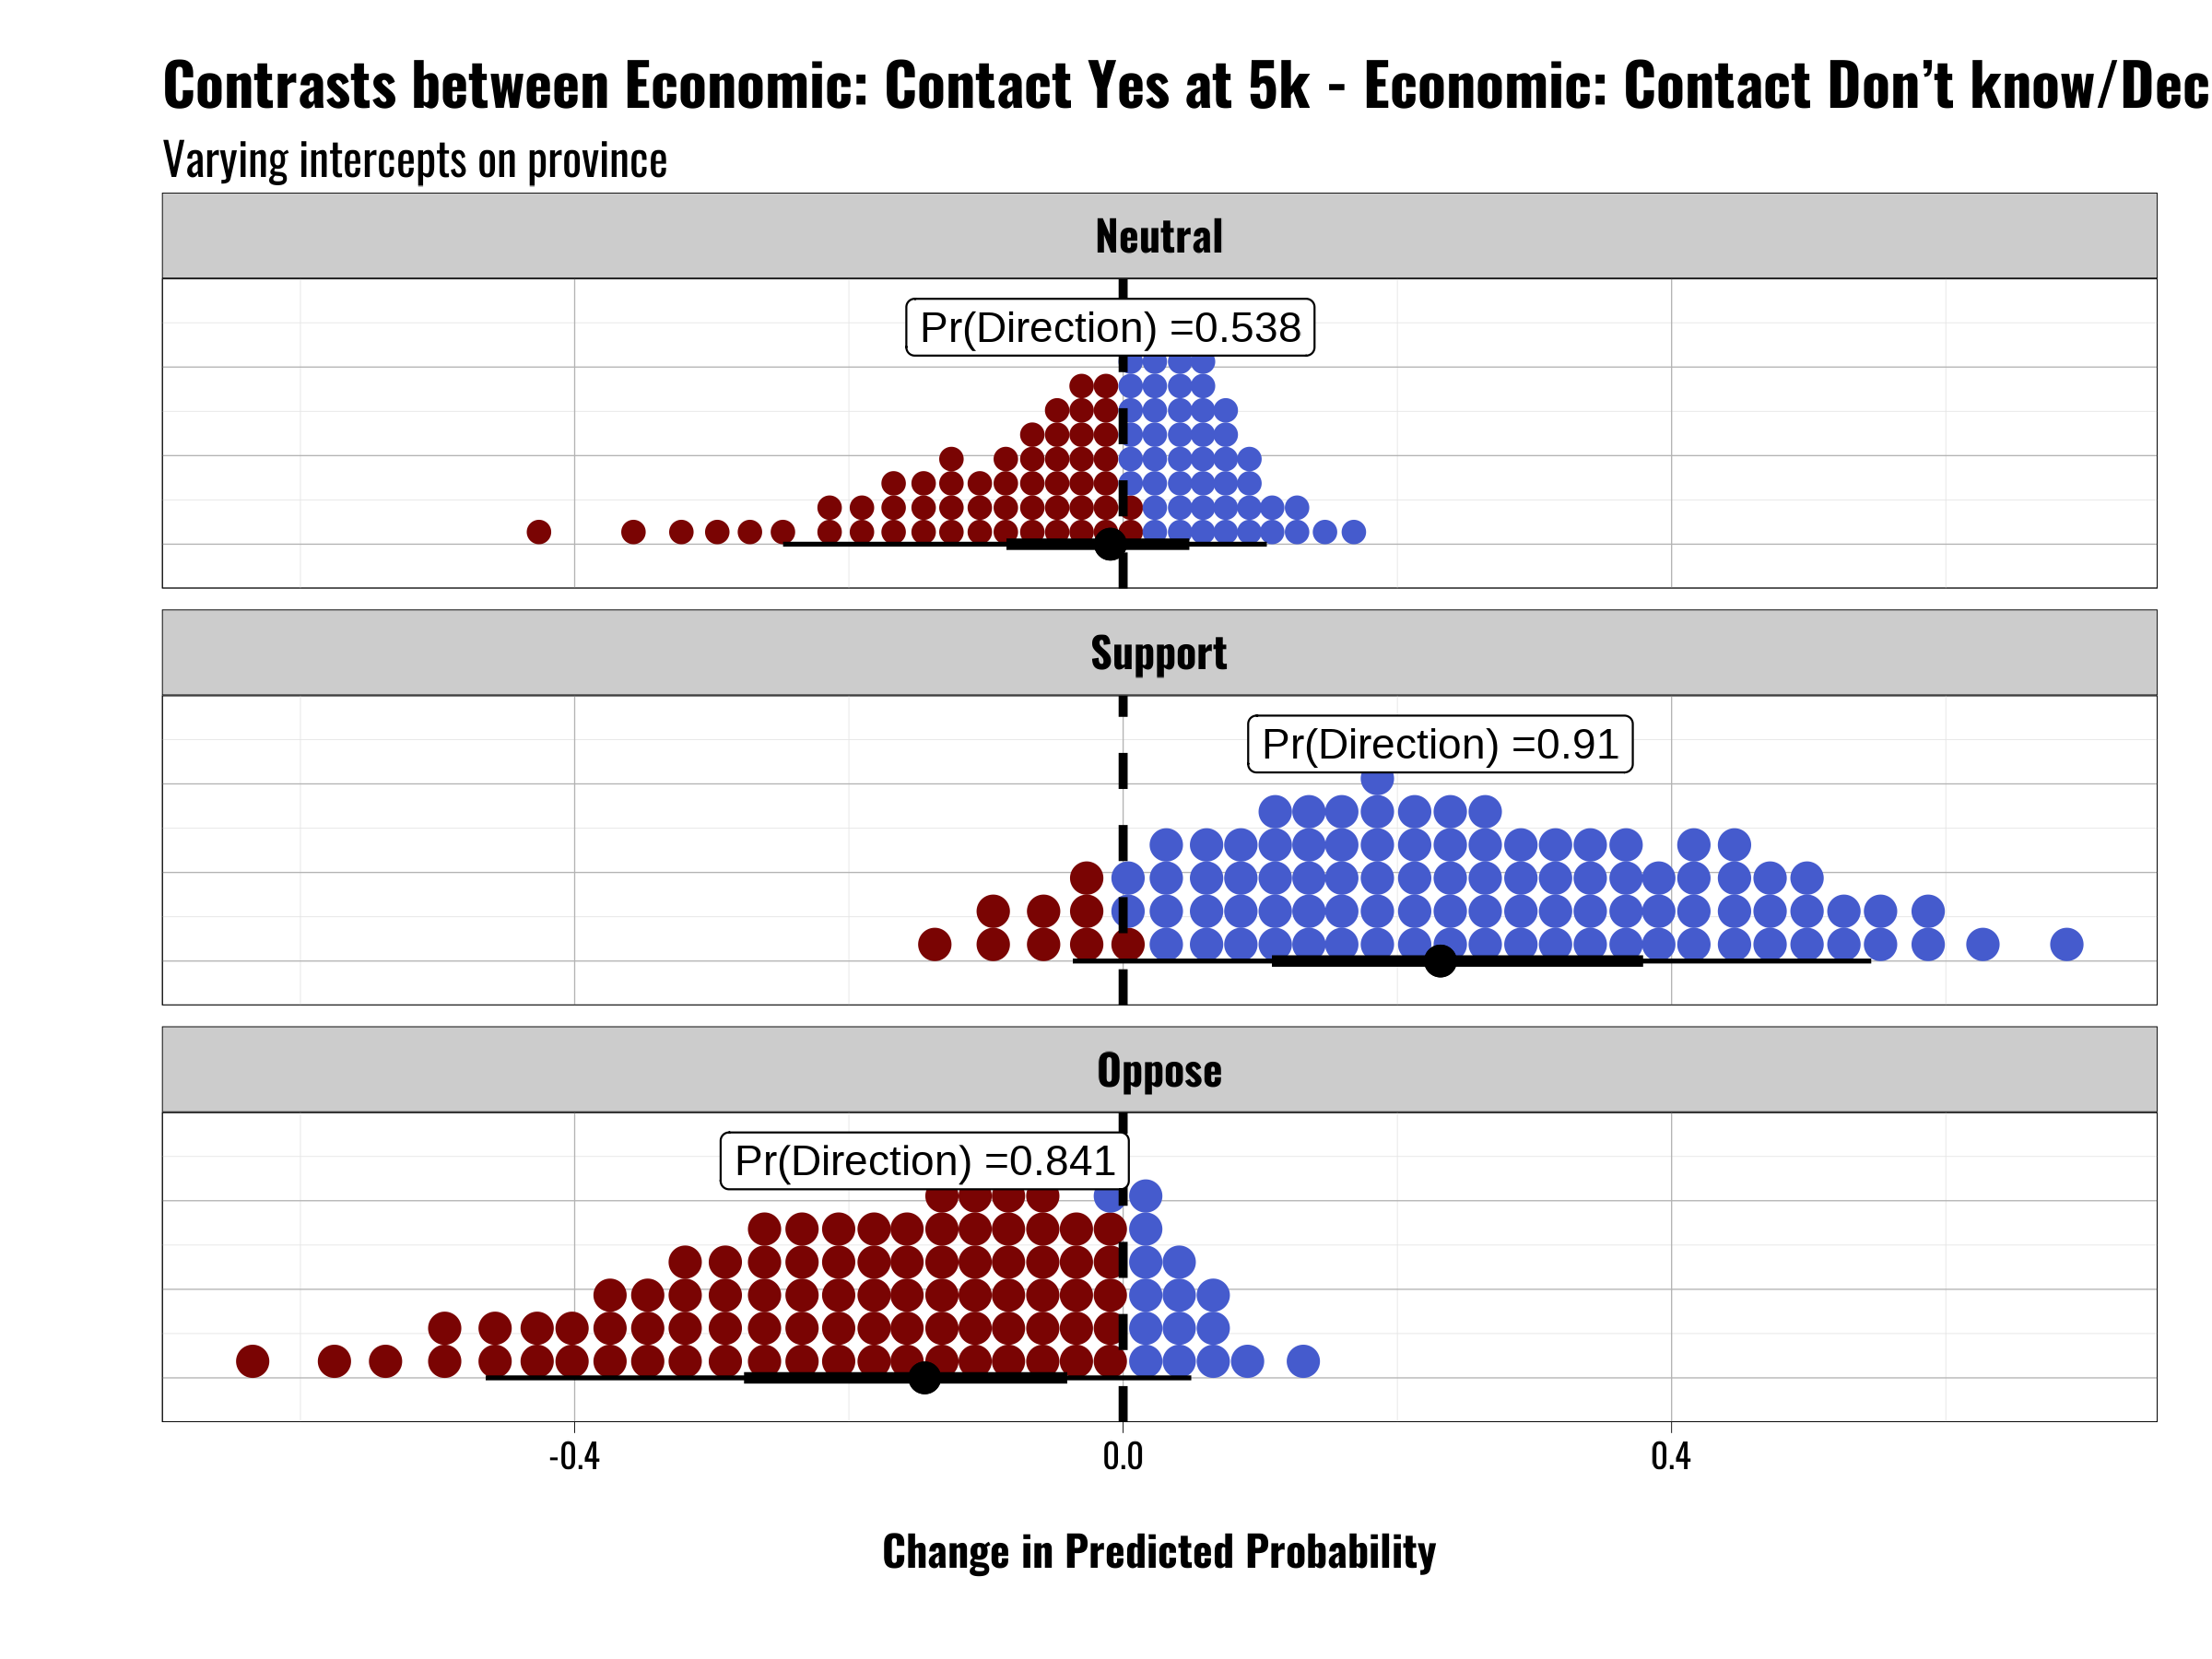 Contrasts between Economic: Contact Yes at 5k - Economic: Contact Don’t know/Dec
Varying intercepts on province
Neutral
Pr(Direction) =0.538
Support
Pr(Direction) =0.91
Oppose
Pr(Direction) =0.841
-0.4 0.0 0.4
Change in Predicted Probability